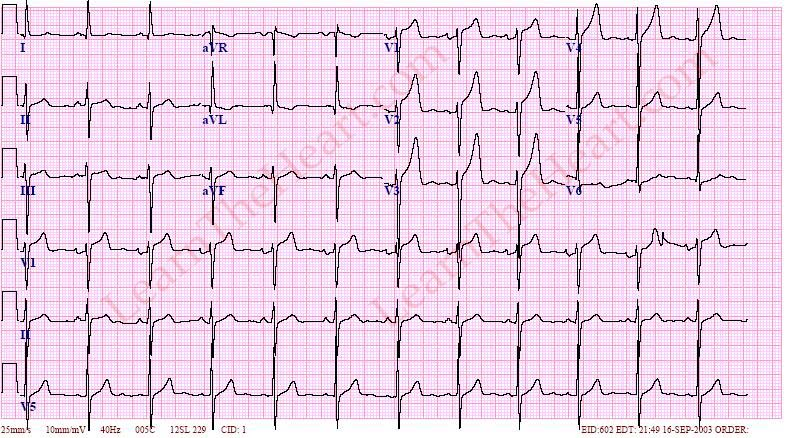 I aVR V1 V4
II aVL V2 V5
III aVF V3 V6
V1
II
V5
25mm/s 10mm/mV 40Hz 005C 12SL 229 CID: 1 EID:602 EDT: 21:49 16-SEP-2003 ORDER:
LearnTheHeart.com
LearnTheHeart.com